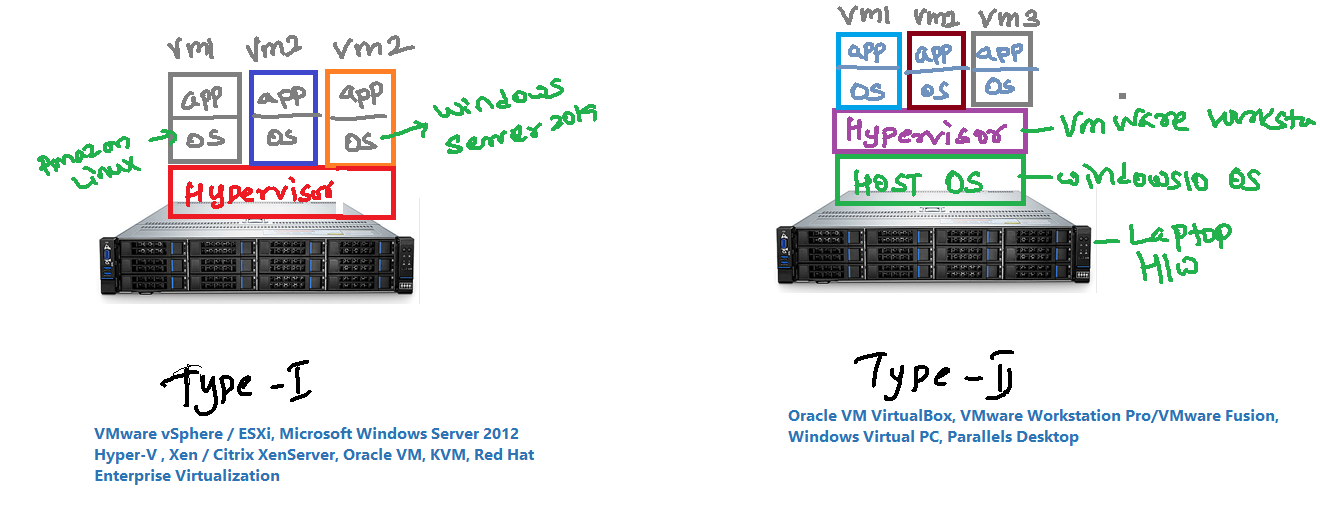 Vm1 Vm2 Vm2
app app app
OS OS OS
Amazon
Linux
Windows
Server 2019
Hypervisor
Type - I
VMware vSphere / ESXi, Microsoft Windows Server 2012
Hyper-V , Xen / Citrix XenServer, Oracle VM, KVM, Red Hat
Enterprise Virtualization
Vm1 Vm2 Vm3
app app app
OS OS OS
Hypervisor
Vmware worksta
HOST OS
Windows10 OS
Laptop
H/W
Type - II
Oracle VM VirtualBox, VMware Workstation Pro/VMware Fusion,
Windows Virtual PC, Parallels Desktop